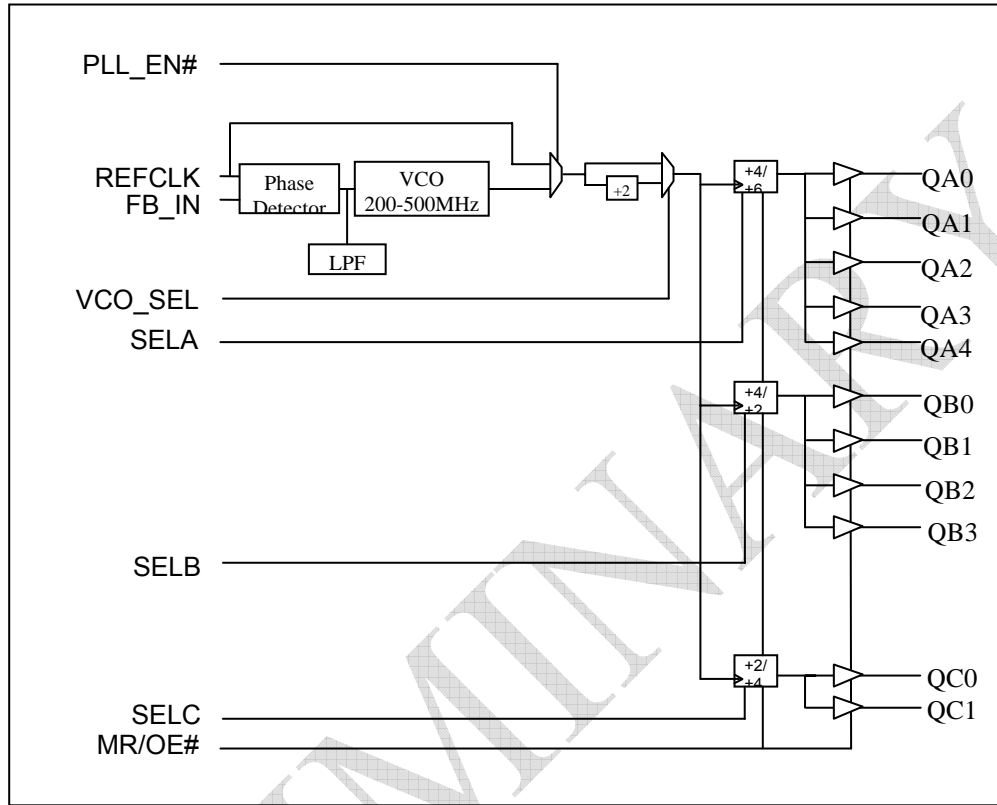 PLL_EN#
REFCLK
FB_IN
Phase
Detector
VCO
200-500MHz
LPF
+2
+4/
+6
QA0
QA1
QA2
QA3
QA4
VCO_SEL
SELA
+4/
+2
QB0
QB1
QB2
QB3
SELB
+2/
+4
QC0
QC1
SELC
MR/OE#
MINARY